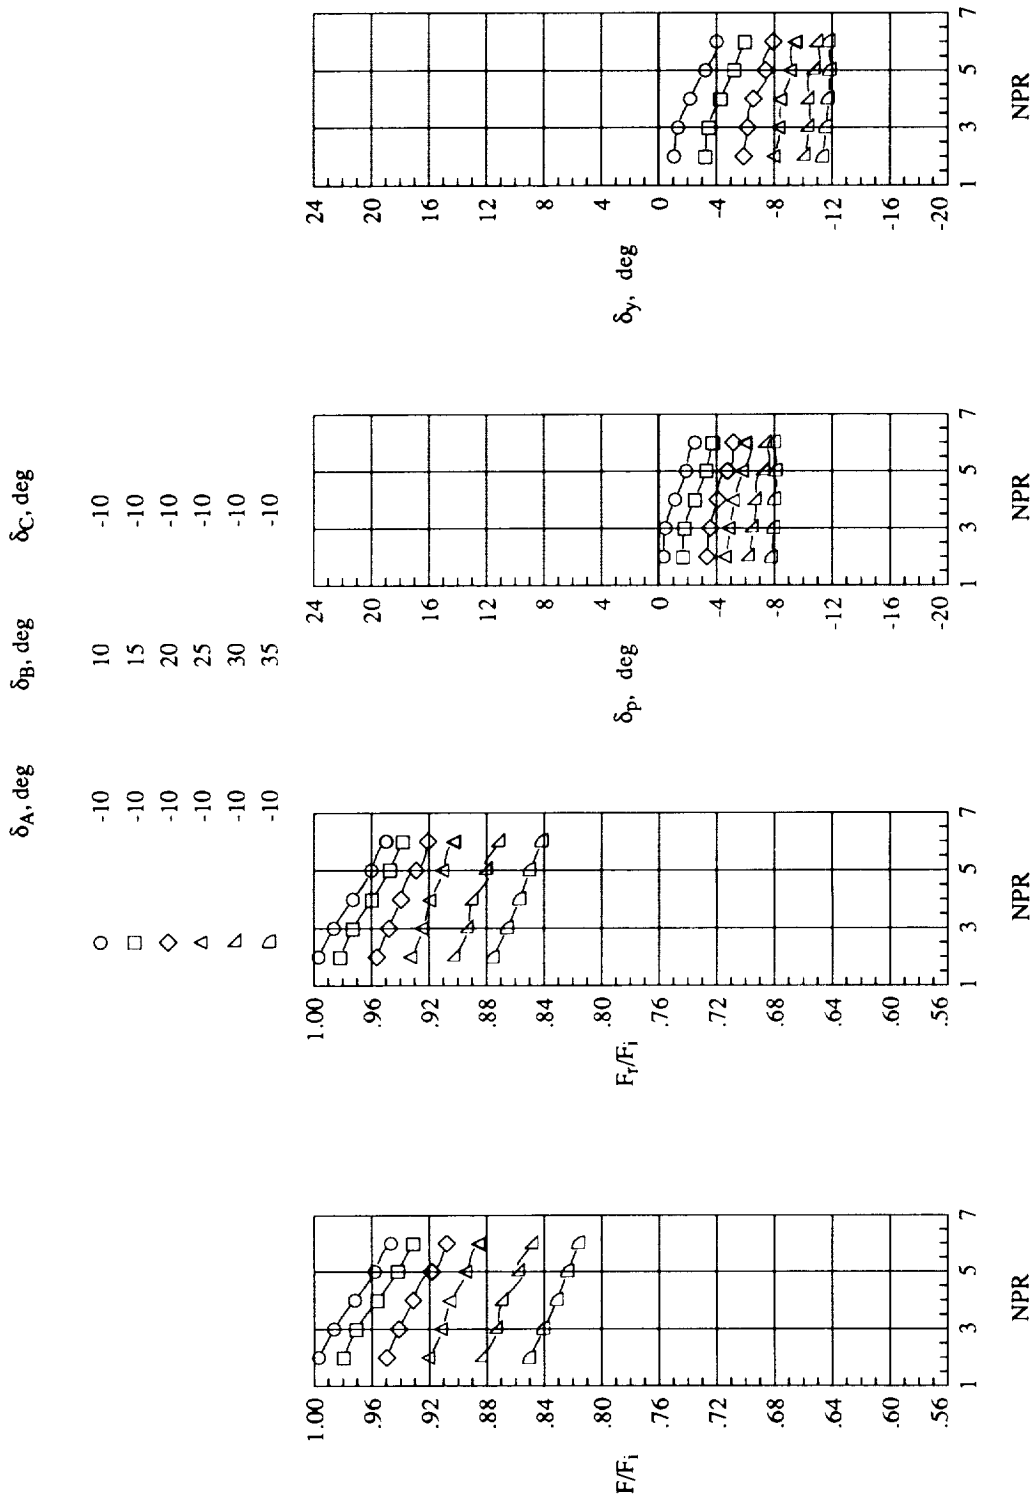 δA, deg δB, deg δC, deg
-10 10 -10
-10 15 -10
-10 20 -10
-10 25 -10
-10 30 -10
-10 35 -10
F/Fi
1.00
.96
.92
.88
.84
.80
.76
.72
.68
.64
.60
.56
1 3 5 7
NPR
Fr/Fi
1.00
.96
.92
.88
.84
.80
.76
.72
.68
.64
.60
.56
1 3 5 7
NPR
δp, deg
24
20
16
12
8
4
0
-4
-8
-12
-16
-20
1 3 5 7
NPR
δy, deg
24
20
16
12
8
4
0
-4
-8
-12
-16
-20
1 3 5 7
NPR